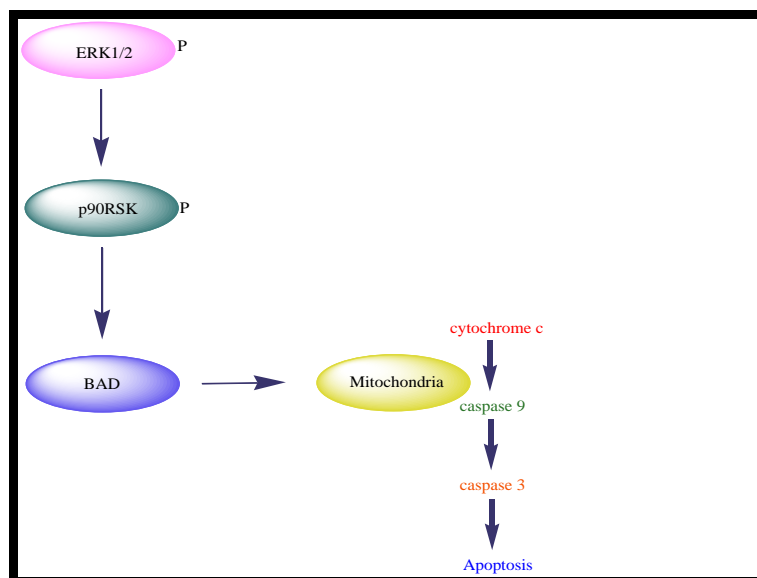 ERK1/2
P
p90RSK
P
cytochrome c
BAD
Mitochondria
caspase 9
caspase 3
Apoptosis